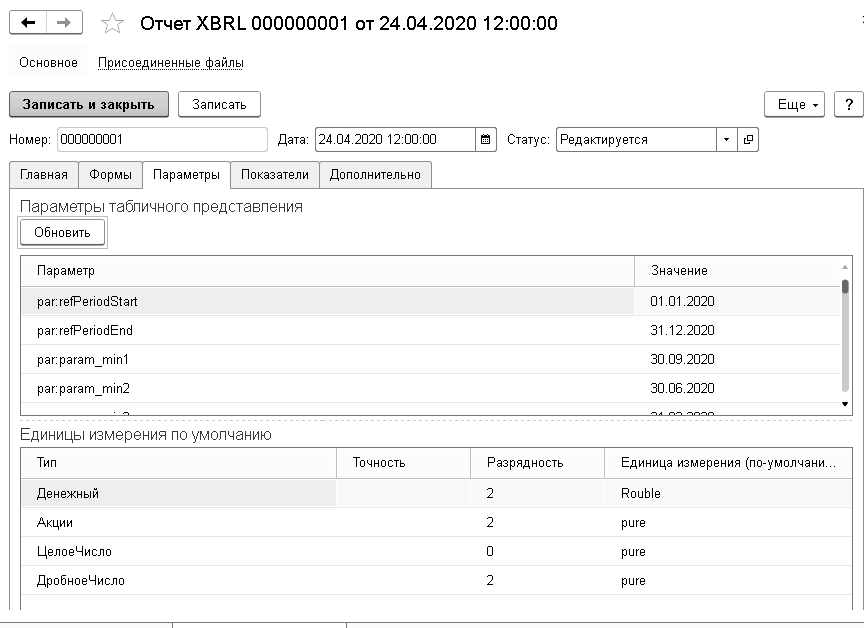 Отчет XBRL 000000001 от 24.04.2020 12:00:00
Основное Присоединенные файлы
Записать и закрыть Записать Еще ?
Номер: 000000001 Дата: 24.04.2020 12:00:00 Статус: Редактируется
Главная Формы Параметры Показатели Дополнительно
Параметры табличного представления
Обновить
Параметр Значение
par:refPeriodStart 01.01.2020
par:refPeriodEnd 31.12.2020
par:param_min1 30.09.2020
par:param_min2 30.06.2020
Единицы измерения по умолчанию
Тип Точность Разрядность Единица измерения (по-умолчани...
Денежный 2 Rouble
Акции 2 pure
ЦелоеЧисло 0 pure
ДробноеЧисло 2 pure